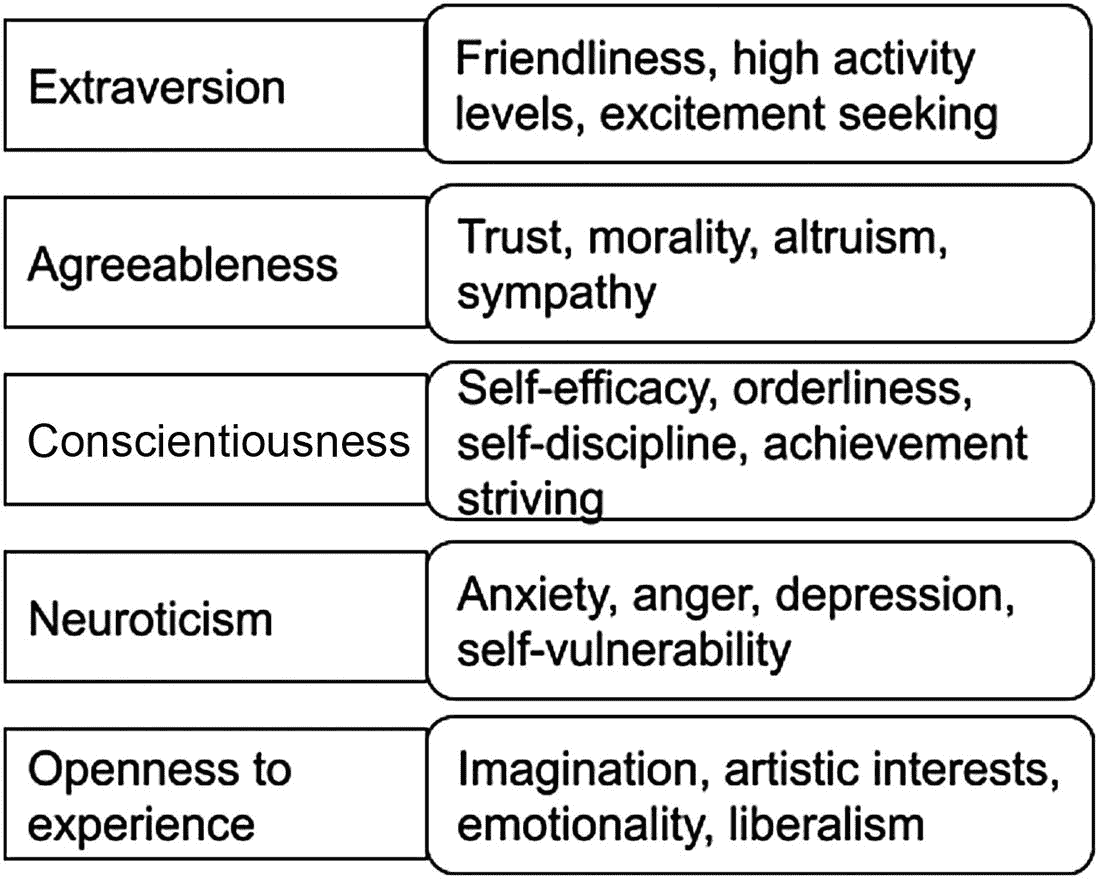 Extraversion
Friendliness, high activity
levels, excitement seeking
Agreeableness
Trust, morality, altruism,
sympathy
Conscientiousness
Self-efficacy, orderliness,
self-discipline, achievement
striving
Neuroticism
Anxiety, anger, depression,
self-vulnerability
Openness to
experience
Imagination, artistic interests,
emotionality, liberalism